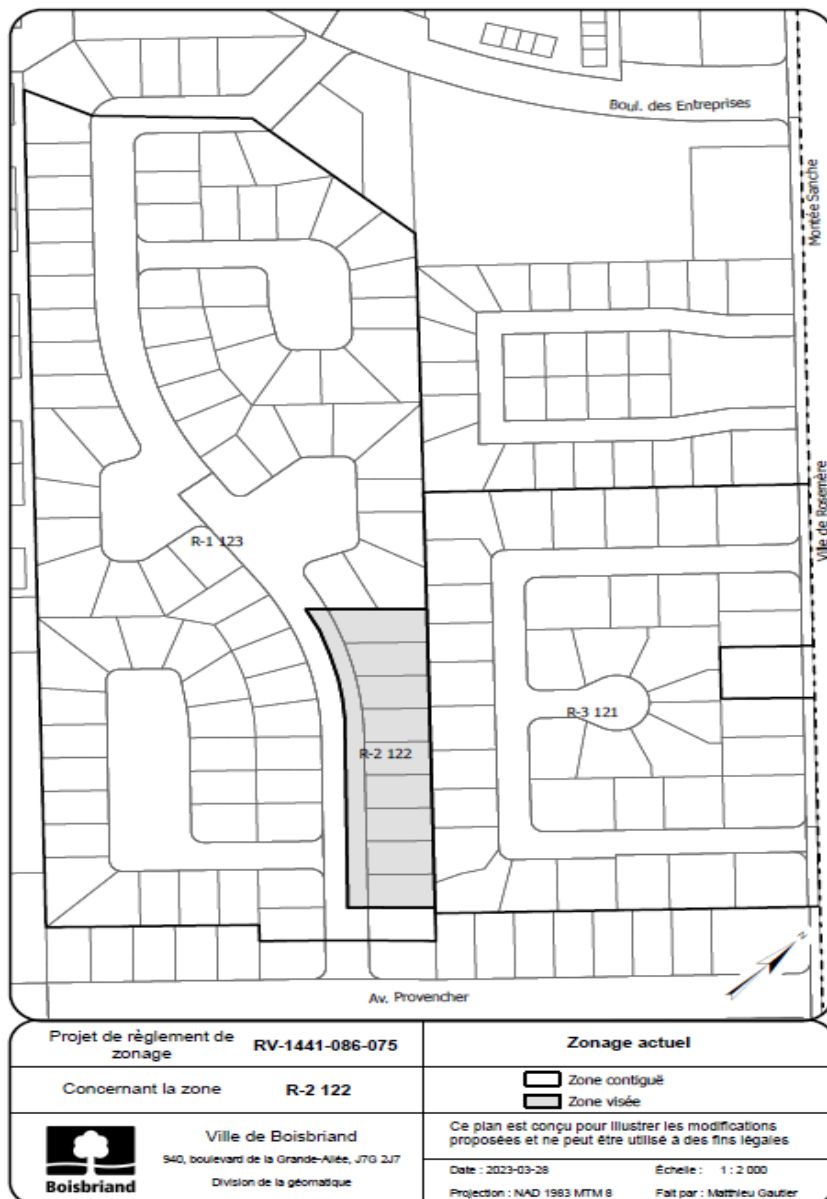 Boul. des Entreprises
Montée Sanche
Ville de Rosemère
R-1 123
R-3 121
R-2 122
N
Av. Provencher
Projet de règlement de zonage RV-1441-086-075
Concernant la zone R-2 122
Zonage actuel
Zone contiguë
Zone visée
Boisbriand
Ville de Boisbriand
940, boulevard de la Grande-Allée, J7G 2J7
Division de la géomatique
Ce plan est conçu pour illustrer les modifications
proposées et ne peut être utilisé à des fins légales
Date : 2023-03-28 Échelle : 1 : 2 000
Projection : NAD 1983 MTM 8 Fait par : Matthieu Gautier